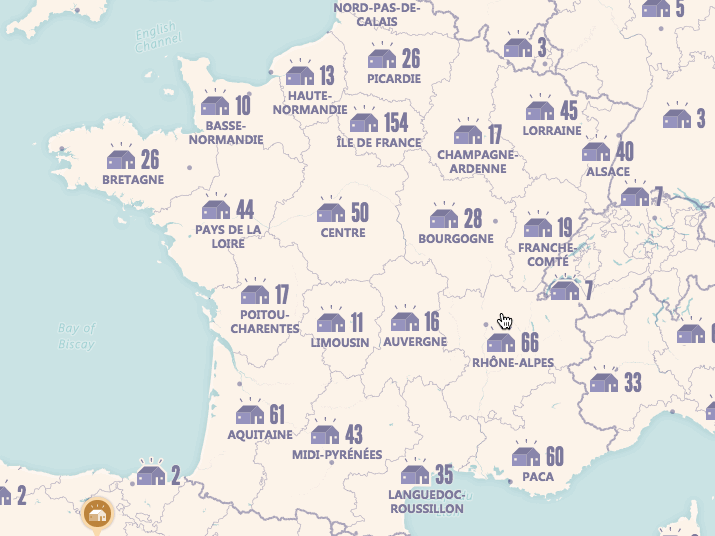 NORD-PAS-DE-
CALAIS
5
English
Channel
3
26
PICARDIE
13
HAUTE-
NORMANDIE
10
BASSE-
NORMANDIE
154
ÎLE DE FRANCE
45
LORRAINE
3
17
CHAMPAGNE-
ARDENNE
40
ALSACE
26
BRETAGNE
7
44
PAYS DE LA
LOIRE
50
CENTRE
28
BOURGOGNE
19
FRANCHE-
COMTÉ
7
17
POITOU-
CHARENTES
11
LIMOUSIN
16
AUVERGNE
66
RHÔNE-ALPES
Bay of
Biscay
33
61
AQUITAINE
43
MIDI-PYRÉNÉES
60
PACA
35
LANGUEDOC-
ROUSSILLON
2
2